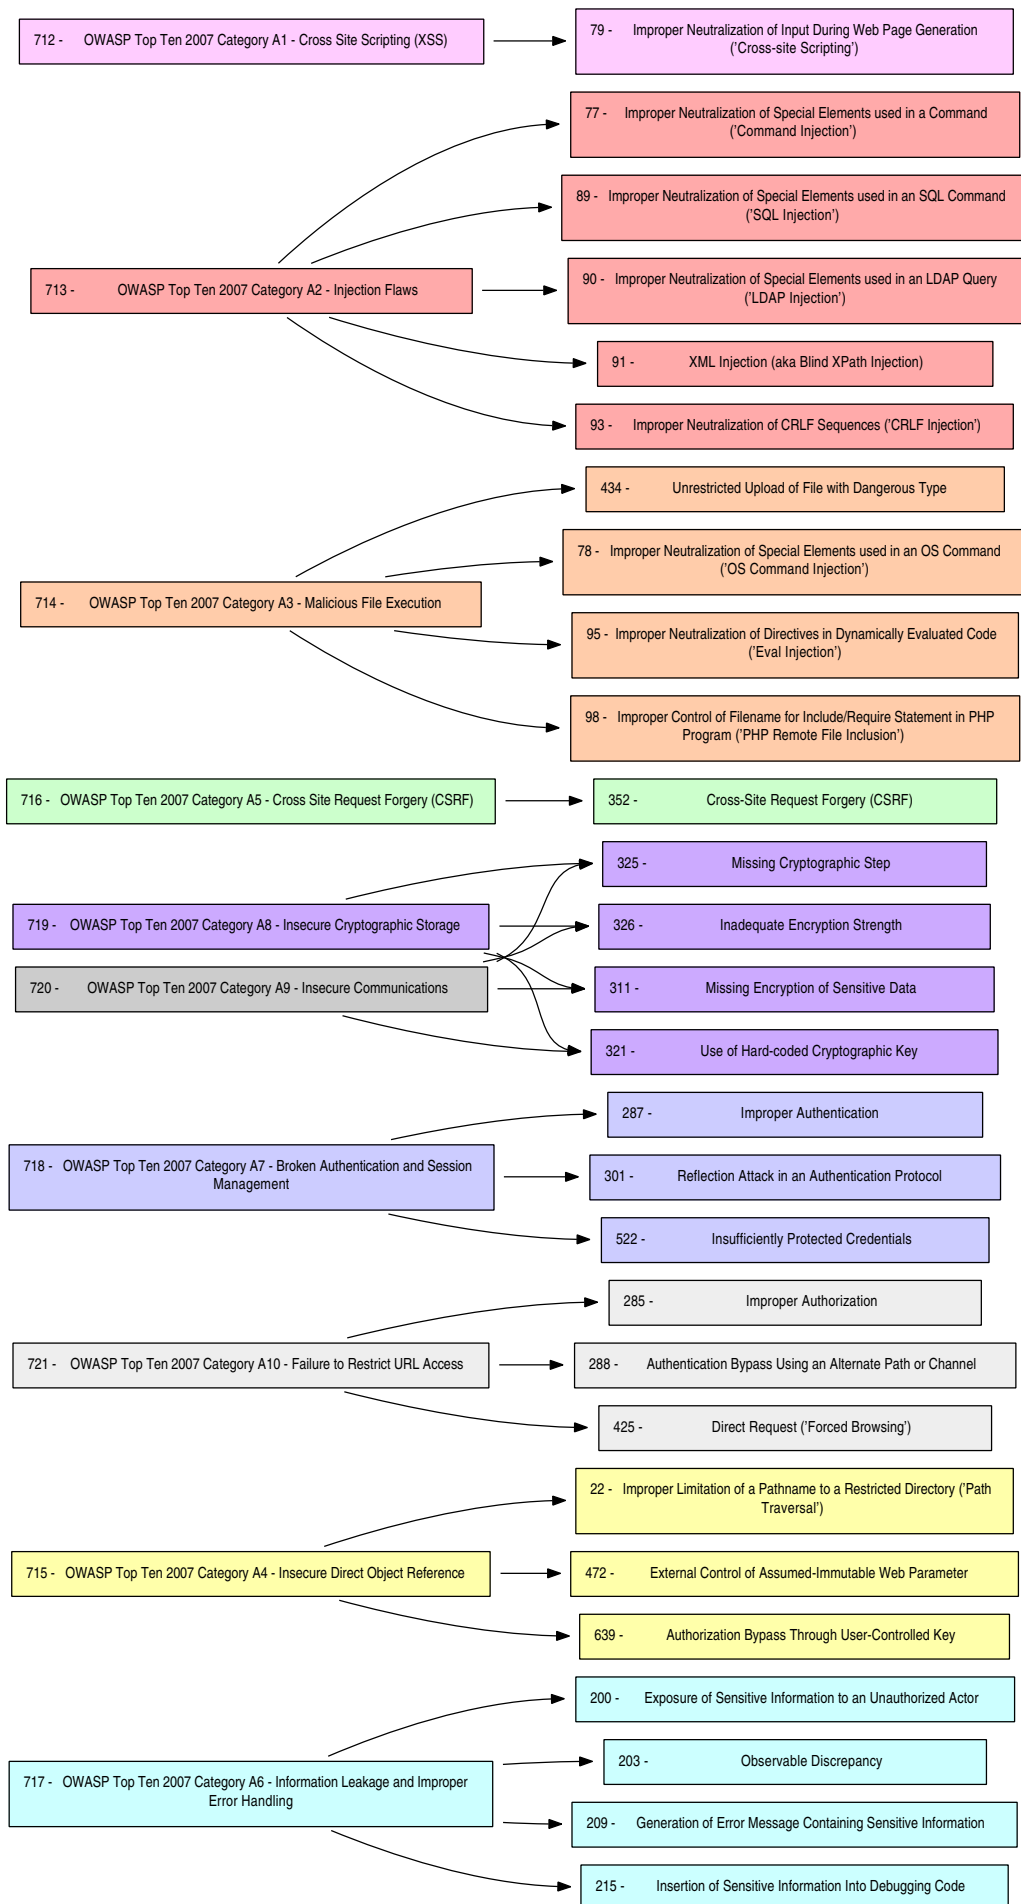 712 - OWASP Top Ten 2007 Category A1 - Cross Site Scripting (XSS)
79 - Improper Neutralization of Input During Web Page Generation
('Cross-site Scripting')
77 - Improper Neutralization of Special Elements used in a Command
('Command Injection')
89 - Improper Neutralization of Special Elements used in an SQL Command
('SQL Injection')
713 - OWASP Top Ten 2007 Category A2 - Injection Flaws
90 - Improper Neutralization of Special Elements used in an LDAP Query
('LDAP Injection')
91 - XML Injection (aka Blind XPath Injection)
93 - Improper Neutralization of CRLF Sequences ('CRLF Injection')
434 - Unrestricted Upload of File with Dangerous Type
78 - Improper Neutralization of Special Elements used in an OS Command
('OS Command Injection')
714 - OWASP Top Ten 2007 Category A3 - Malicious File Execution
95 - Improper Neutralization of Directives in Dynamically Evaluated Code
('Eval Injection')
98 - Improper Control of Filename for Include/Require Statement in PHP
Program ('PHP Remote File Inclusion')
716 - OWASP Top Ten 2007 Category A5 - Cross Site Request Forgery (CSRF)
352 - Cross-Site Request Forgery (CSRF)
325 - Missing Cryptographic Step
719 - OWASP Top Ten 2007 Category A8 - Insecure Cryptographic Storage
326 - Inadequate Encryption Strength
720 - OWASP Top Ten 2007 Category A9 - Insecure Communications
311 - Missing Encryption of Sensitive Data
321 - Use of Hard-coded Cryptographic Key
287 - Improper Authentication
718 - OWASP Top Ten 2007 Category A7 - Broken Authentication and Session
Management
301 - Reflection Attack in an Authentication Protocol
522 - Insufficiently Protected Credentials
285 - Improper Authorization
721 - OWASP Top Ten 2007 Category A10 - Failure to Restrict URL Access
288 - Authentication Bypass Using an Alternate Path or Channel
425 - Direct Request ('Forced Browsing')
22 - Improper Limitation of a Pathname to a Restricted Directory ('Path
Traversal')
715 - OWASP Top Ten 2007 Category A4 - Insecure Direct Object Reference
472 - External Control of Assumed-Immutable Web Parameter
639 - Authorization Bypass Through User-Controlled Key
200 - Exposure of Sensitive Information to an Unauthorized Actor
203 - Observable Discrepancy
717 - OWASP Top Ten 2007 Category A6 - Information Leakage and Improper
Error Handling
209 - Generation of Error Message Containing Sensitive Information
215 - Insertion of Sensitive Information Into Debugging Code